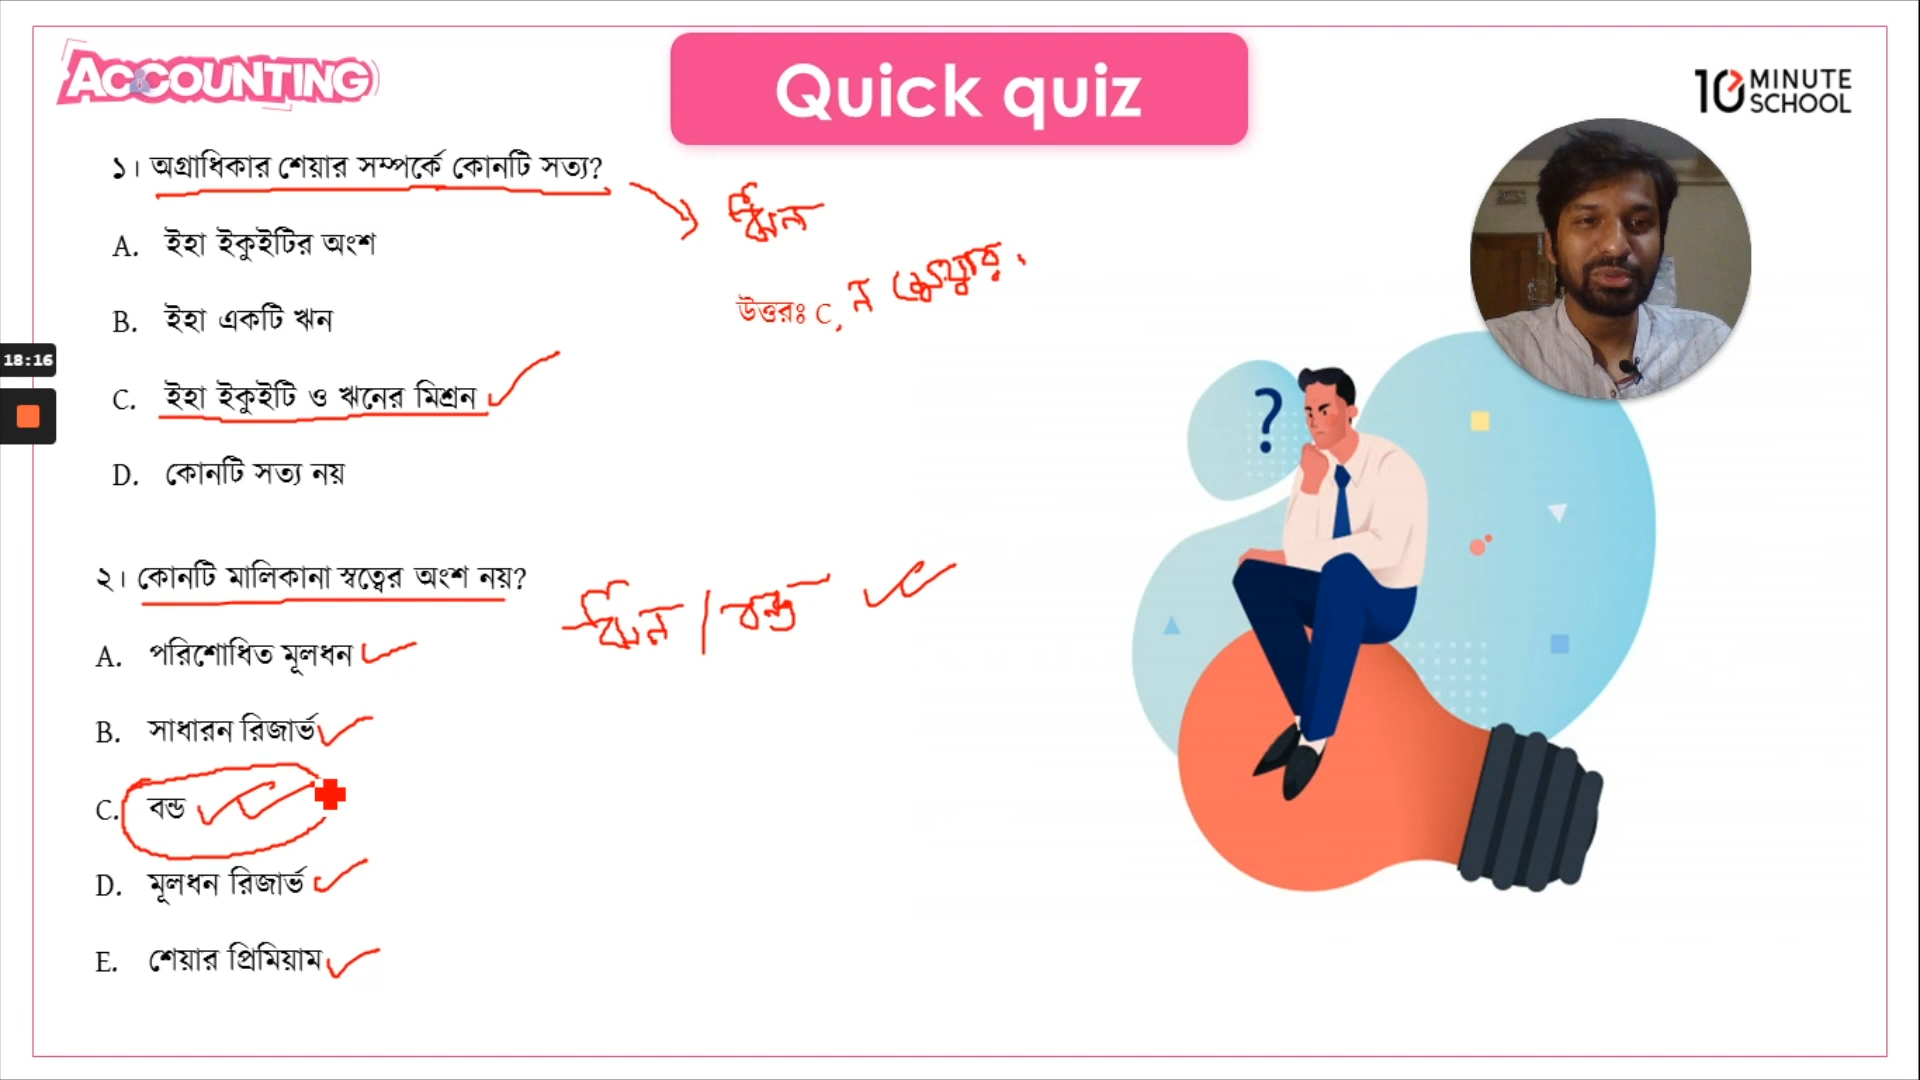 ACCOUNTING
Quick quiz
10 MINUTE SCHOOL
১। অগ্রাধিকার শেয়ার সম্পর্কে কোনটি সত্য?
A. ইহা ইকুইটির অংশ
B. ইহা একটি ঋন
উত্তরঃ C,
18:16
C. ইহা ইকুইটি ও ঋনের মিশ্রন
D. কোনটি সত্য নয়
?
২। কোনটি মালিকানা স্বত্বের অংশ নয়?
ঋন / বন্ড
A. পরিশোধিত মূলধন
B. সাধারন রিজার্ভ
C. বন্ড
D. মূলধন রিজার্ভ
E. শেয়ার প্রিমিয়াম